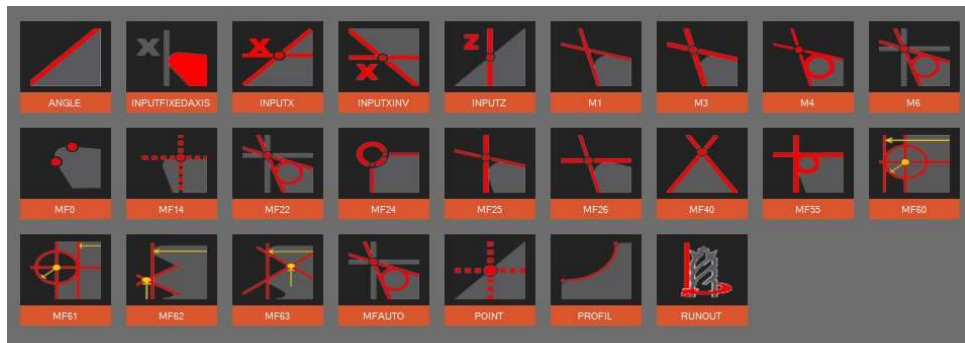 X
X
X
Z
ANGLE
INPUTFIXEDAXIS
INPUTX
INPUTXINV
INPUTZ
M1
M3
M4
M6
MF0
MF14
MF22
MF24
MF25
MF26
MF40
MF55
MF60
MF61
MF62
MF63
MFAUTO
POINT
PROFIL
RUNOUT